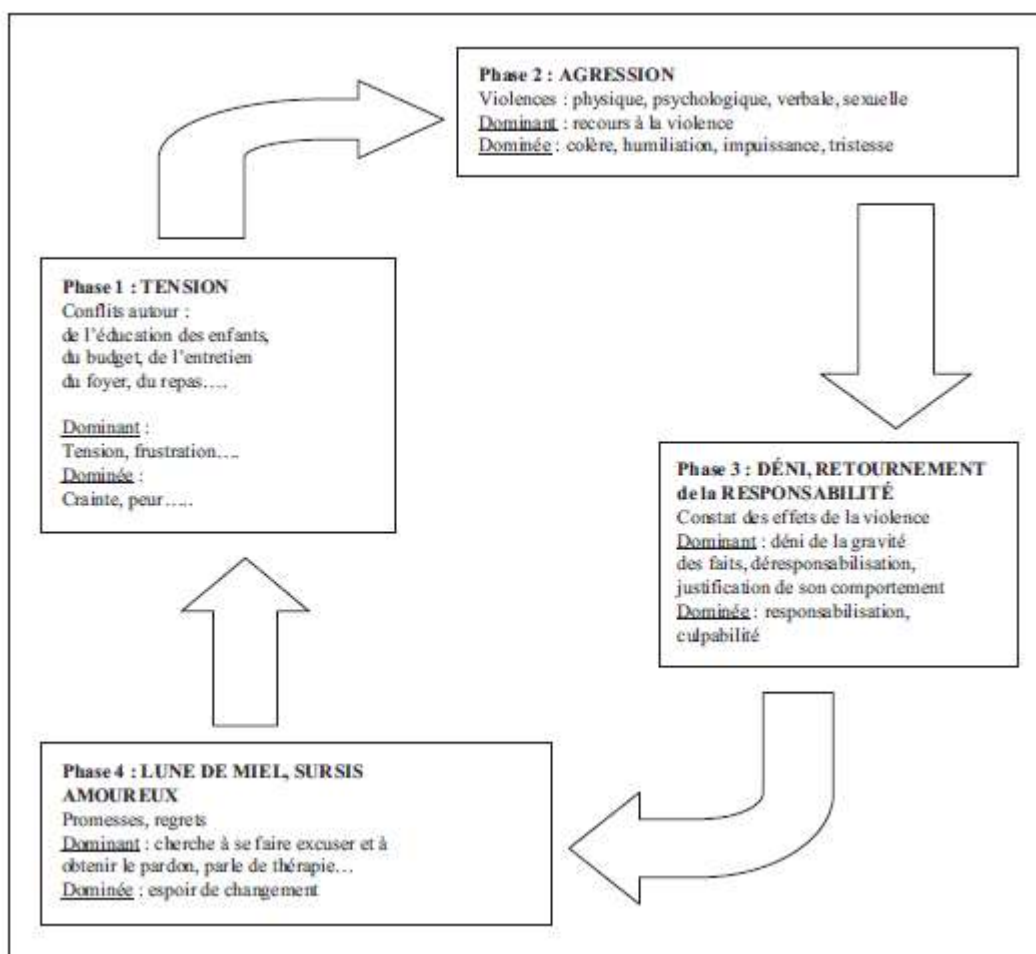 Phase 1 : TENSION
Conflits autour :
de l'éducation des enfants,
du budget, de l'entretien
du foyer, du repas….
Dominant :
Tension, frustration….
Dominée :
Crainte, peur…..
Phase 2 : AGRESSION
Violences : physique, psychologique, verbale, sexuelle
Dominant : recours à la violence
Dominée : colère, humiliation, impuissance, tristesse
Phase 3 : DÉNI, RETOURNEMENT
de la RESPONSABILITÉ
Constat des effets de la violence
Dominant : déni de la gravité
des faits, déresponsabilisation,
justification de son comportement
Dominée : responsabilisation,
culpabilité
Phase 4 : LUNE DE MIEL, SURSIS
AMOUREUX
Promesses, regrets
Dominant : cherche à se faire excuser et à
obtenir le pardon, parle de thérapie…
Dominée : espoir de changement